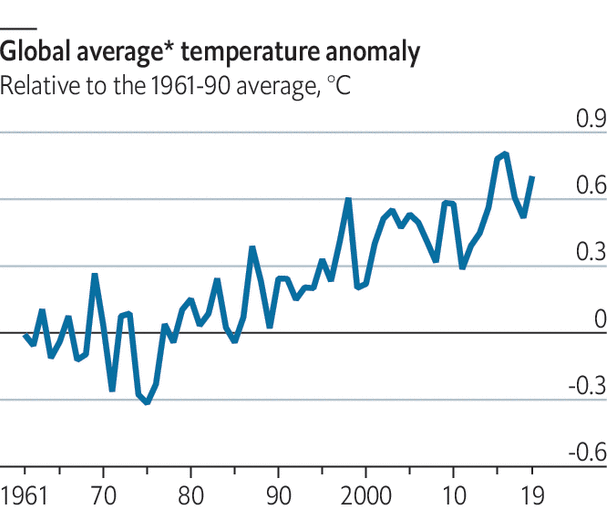 Global average* temperature anomaly
Relative to the 1961-90 average, °C
0.9
0.6
0.3
0
-0.3
-0.6
1961 70 80 90 2000 10 19